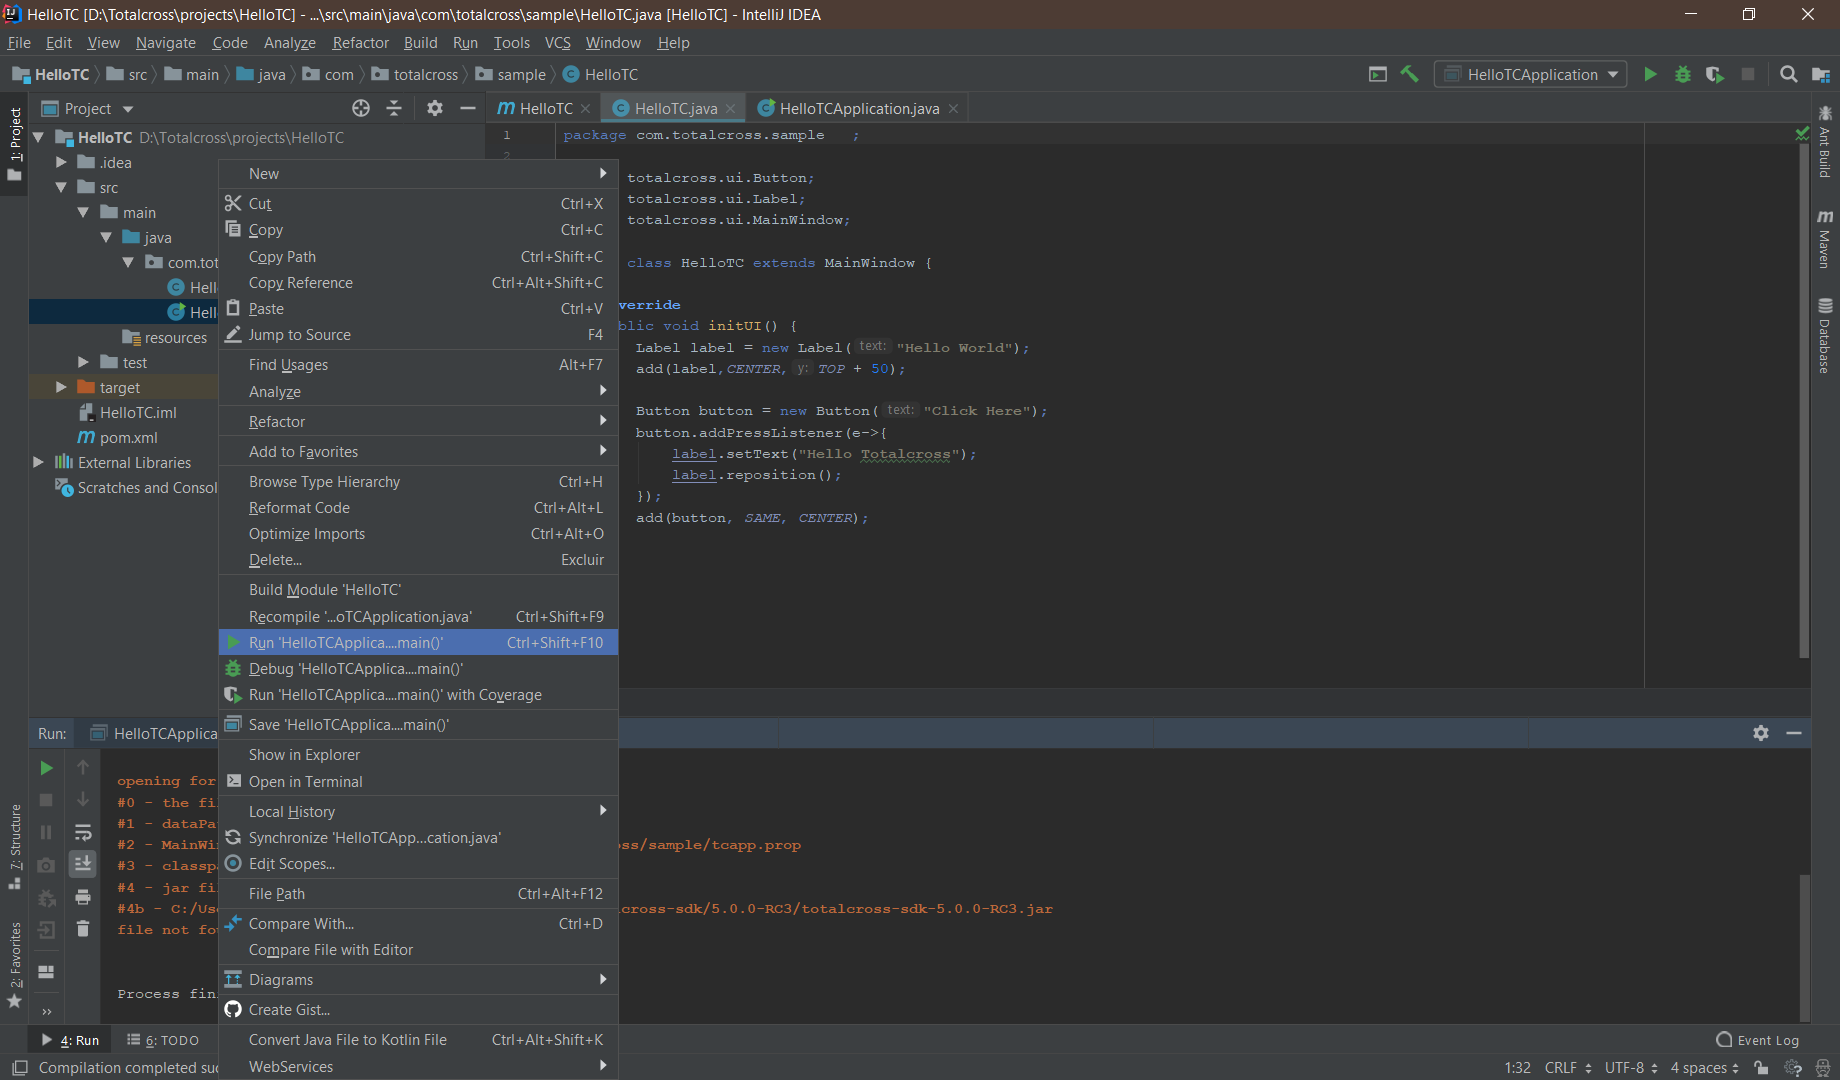 HelloTC [D:\Totalcross\projects\HelloTC] - ...\src\main\java\com\totalcross\sample\HelloTC.java [HelloTC] - IntelliJ IDEA
File Edit View Navigate Code Analyze Refactor Build Run Tools VCS Window Help
HelloTC src main java com totalcross sample HelloTC
HelloTCApplication
Project
HelloTC HelloTC.java HelloTCApplication.java
1: Project
7: Structure
2: Favorites
HelloTC D:\Totalcross\projects\HelloTC
.idea
src
main
java
com.tot
Hell
Hell
resources
test
target
HelloTC.iml
pom.xml
External Libraries
Scratches and Consol
New
Cut Ctrl+X
Copy Ctrl+C
Copy Path Ctrl+Shift+C
Copy Reference Ctrl+Alt+Shift+C
Paste Ctrl+V
Jump to Source F4
Find Usages Alt+F7
Analyze
Refactor
Add to Favorites
Browse Type Hierarchy Ctrl+H
Reformat Code Ctrl+Alt+L
Optimize Imports Ctrl+Alt+O
Delete... Excluir
Build Module 'HelloTC'
Recompile '...oTCApplication.java' Ctrl+Shift+F9
Run 'HelloTCApplica....main()' Ctrl+Shift+F10
Debug 'HelloTCApplica....main()'
Run 'HelloTCApplica....main()' with Coverage
Save 'HelloTCApplica....main()'
Show in Explorer
Open in Terminal
Local History
Synchronize 'HelloTCApp...cation.java'
Edit Scopes...
File Path Ctrl+Alt+F12
Compare With... Ctrl+D
Compare File with Editor
Diagrams
Create Gist...
Convert Java File to Kotlin File Ctrl+Alt+Shift+K
WebServices
1 package com.totalcross.sample ;
2
totalcross.ui.Button;
totalcross.ui.Label;
totalcross.ui.MainWindow;
class HelloTC extends MainWindow {
verride
blic void initUI() {
Label label = new Label( text: "Hello World");
add(label,CENTER, y: TOP + 50);
Button button = new Button( text: "Click Here");
button.addPressListener(e->{
label.setText("Hello Totalcross");
label.reposition();
});
add(button, SAME, CENTER);
Ant Build
Maven
Database
Run: HelloTCApplica
opening for
#0 - the fi
#1 - dataPa
#2 - MainWi ss/sample/tcapp.prop
#3 - classpa
#4 - jar fi
#4b - C:/Us cross-sdk/5.0.0-RC3/totalcross-sdk-5.0.0-RC3.jar
file not fo
Process fin
4: Run 6: TODO Event Log
Compilation completed suc 1:32 CRLF UTF-8 4 spaces